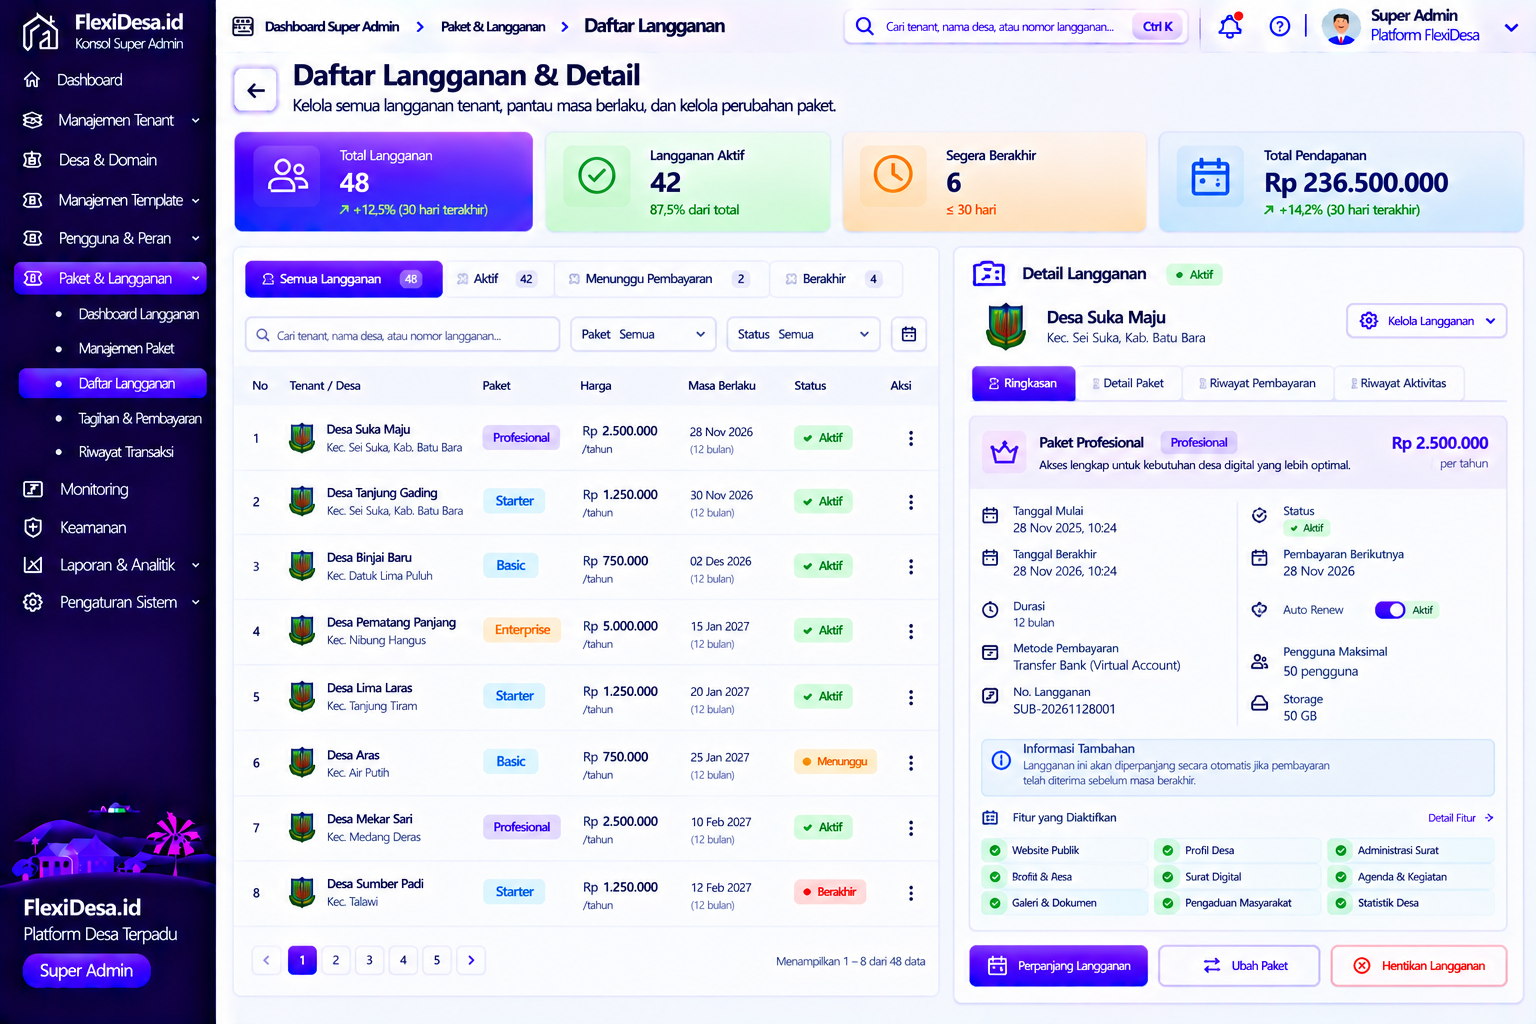 FlexiDesa.id
Konsol Super Admin
Dashboard
Manajemen Tenant
Desa & Domain
Manajemen Template
Pengguna & Peran
Paket & Langganan
Dashboard Langganan
Manajemen Paket
Daftar Langganan
Tagihan & Pembayaran
Riwayat Transaksi
Monitoring
Keamanan
Laporan & Analitik
Pengaturan Sistem
FlexiDesa.id
Platform Desa Terpadu
Super Admin
Dashboard Super Admin > Paket & Langganan > Daftar Langganan
Cari tenant, nama desa, atau nomor langganan... Ctrl K
Super Admin
Platform FlexiDesa
Daftar Langganan & Detail
Kelola semua langganan tenant, pantau masa berlaku, dan kelola perubahan paket.
Total Langganan
48
↗ +12,5% (30 hari terakhir)
Langganan Aktif
42
87,5% dari total
Segera Berakhir
6
≤ 30 hari
Total Pendapanan
Rp 236.500.000
↗ +14,2% (30 hari terakhir)
Semua Langganan 48 Aktif 42 Menunggu Pembayaran 2 Berakhir 4
Cari tenant, nama desa, atau nomor langganan... Paket Semua Status Semua
No Tenant / Desa Paket Harga Masa Berlaku Status Aksi
1 Desa Suka Maju Profesional Rp 2.500.000 28 Nov 2026 Aktif
Kec. Sei Suka, Kab. Batu Bara /tahun (12 bulan)
2 Desa Tanjung Gading Starter Rp 1.250.000 30 Nov 2026 Aktif
Kec. Sei Suka, Kab. Batu Bara /tahun (12 bulan)
3 Desa Binjai Baru Basic Rp 750.000 02 Des 2026 Aktif
Kec. Datuk Lima Puluh /tahun (12 bulan)
4 Desa Pematang Panjang Enterprise Rp 5.000.000 15 Jan 2027 Aktif
Kec. Nibung Hangus /tahun (12 bulan)
5 Desa Lima Laras Starter Rp 1.250.000 20 Jan 2027 Aktif
Kec. Tanjung Tiram /tahun (12 bulan)
6 Desa Aras Basic Rp 750.000 25 Jan 2027 Menunggu
Kec. Air Putih /tahun (12 bulan)
7 Desa Mekar Sari Profesional Rp 2.500.000 10 Feb 2027 Aktif
Kec. Medang Deras /tahun (12 bulan)
8 Desa Sumber Padi Starter Rp 1.250.000 12 Feb 2027 Berakhir
Kec. Talawi /tahun (12 bulan)
< 1 2 3 4 5 > Menampilkan 1 – 8 dari 48 data
Detail Langganan Aktif
Desa Suka Maju
Kec. Sei Suka, Kab. Batu Bara
Kelola Langganan
Ringkasan Detail Paket Riwayat Pembayaran Riwayat Aktivitas
Paket Profesional Profesional Rp 2.500.000
Akses lengkap untuk kebutuhan desa digital yang lebih optimal. per tahun
Tanggal Mulai
28 Nov 2025, 10:24
Tanggal Berakhir
28 Nov 2026, 10:24
Durasi
12 bulan
Metode Pembayaran
Transfer Bank (Virtual Account)
No. Langganan
SUB-20261128001
Status
Aktif
Pembayaran Berikutnya
28 Nov 2026
Auto Renew Aktif
Pengguna Maksimal
50 pengguna
Storage
50 GB
Informasi Tambahan
Langganan ini akan diperpanjang secara otomatis jika pembayaran
telah diterima sebelum masa berakhir.
Fitur yang Diaktifkan Detail Fitur →
Website Publik Profil Desa Administrasi Surat
& Surat Digital Agenda & Kegiatan
Galeri & Dokumen Pengaduan Masyarakat Statistik Desa
Perpanjang Langganan Ubah Paket Hentikan Langganan